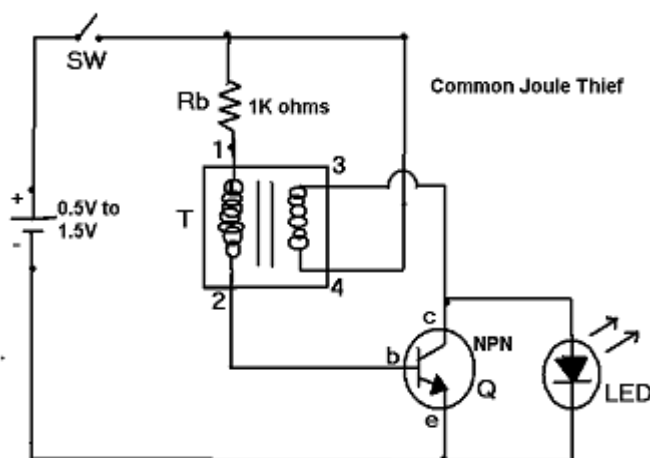 SW
Common Joule Thief
Rb
1K ohms
1
3
+
0.5V to
1.5V
-
T
2
4
c
NPN
b
Q
LED
e